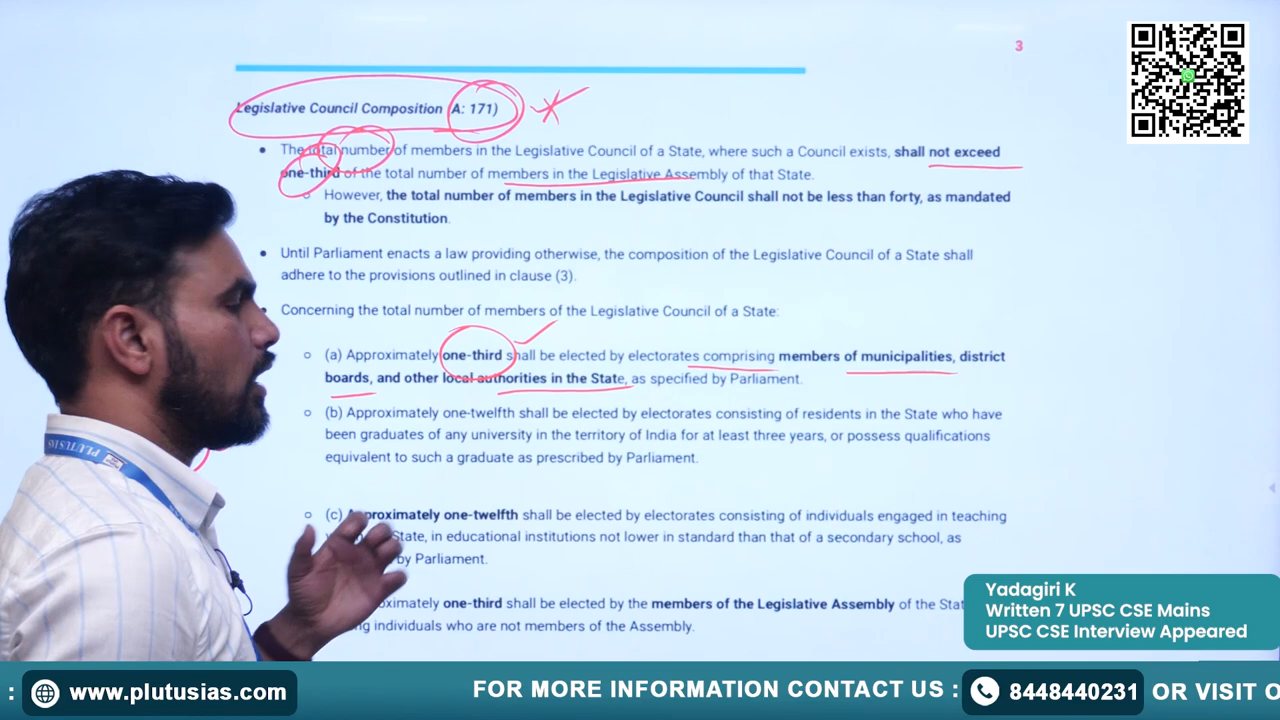 3
Legislative Council Composition (A: 171)
The total number of members in the Legislative Council of a State, where such a Council exists, shall not exceed
one-third of the total number of members in the Legislative Assembly of that State.
However, the total number of members in the Legislative Council shall not be less than forty, as mandated
by the Constitution.
Until Parliament enacts a law providing otherwise, the composition of the Legislative Council of a State shall
adhere to the provisions outlined in clause (3).
Concerning the total number of members of the Legislative Council of a State:
(a) Approximately one-third shall be elected by electorates comprising members of municipalities, district
boards, and other local authorities in the State, as specified by Parliament.
(b) Approximately one-twelfth shall be elected by electorates consisting of residents in the State who have
been graduates of any university in the territory of India for at least three years, or possess qualifications
equivalent to such a graduate as prescribed by Parliament.
(c) Approximately one-twelfth shall be elected by electorates consisting of individuals engaged in teaching
State, in educational institutions not lower in standard than that of a secondary school, as
by Parliament.
one-third shall be elected by the members of the Legislative Assembly of the
individuals who are not members of the Assembly.
PLUTUSIAS
Yadagiri K
Written 7 UPSC CSE Mains
UPSC CSE Interview Appeared
: www.plutusias.com
FOR MORE INFORMATION CONTACT US : 8448440231 OR VISIT